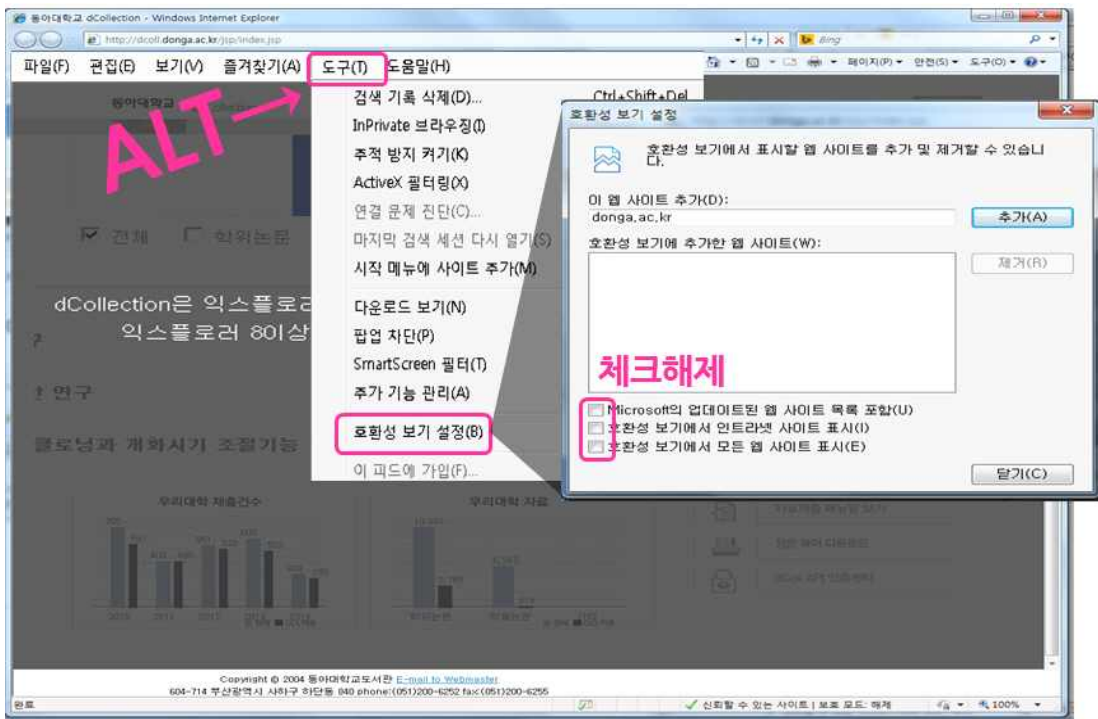 동아대학교 dCollection - Windows Internet Explorer
http://dcoll.donga.ac.kr/jsp/index.jsp
Bing
파일(F) 편집(E) 보기(V) 즐겨찾기(A) 도구(T) 도움말(H)
페이지(P) 안전(S) 도구(O)
ALT
동아대학교
검색 기록 삭제(D)... Ctrl+Shift+Del
InPrivate 브라우징(I)
추적 방지 켜기(K)
ActiveX 필터링(X)
연결 문제 진단(C)...
마지막 검색 세션 다시 열기(S)
시작 메뉴에 사이트 추가(M)
다운로드 보기(N)
팝업 차단(P)
SmartScreen 필터(T)
추가 기능 관리(A)
호환성 보기 설정(B)
이 피드에 가입(F)...
호환성 보기 설정
호환성 보기에서 표시할 웹 사이트를 추가 및 제거할 수 있습니
다.
이 웹 사이트 추가(D):
donga.ac.kr
추가(A)
호환성 보기에 추가한 웹 사이트(W):
제거(R)
체크해제
Microsoft의 업데이트된 웹 사이트 목록 포함(U)
호환성 보기에서 인트라넷 사이트 표시(I)
호환성 보기에서 모든 웹 사이트 표시(E)
닫기(C)
전체 학위논문
dCollection은 익스플로러
익스플로러 8이상
연구
클로닝과 개화시기 조절기능
우리대학 제출건수
우리대학 자료
Copyright © 2004 동아대학교도서관 E-mail to Webmaster
604-714 부산광역시 사하구 하단동 840 phone:(051)200-6252 fax:(051)200-6255
완료
신뢰할 수 있는 사이트 | 보호 모드: 해제
100%